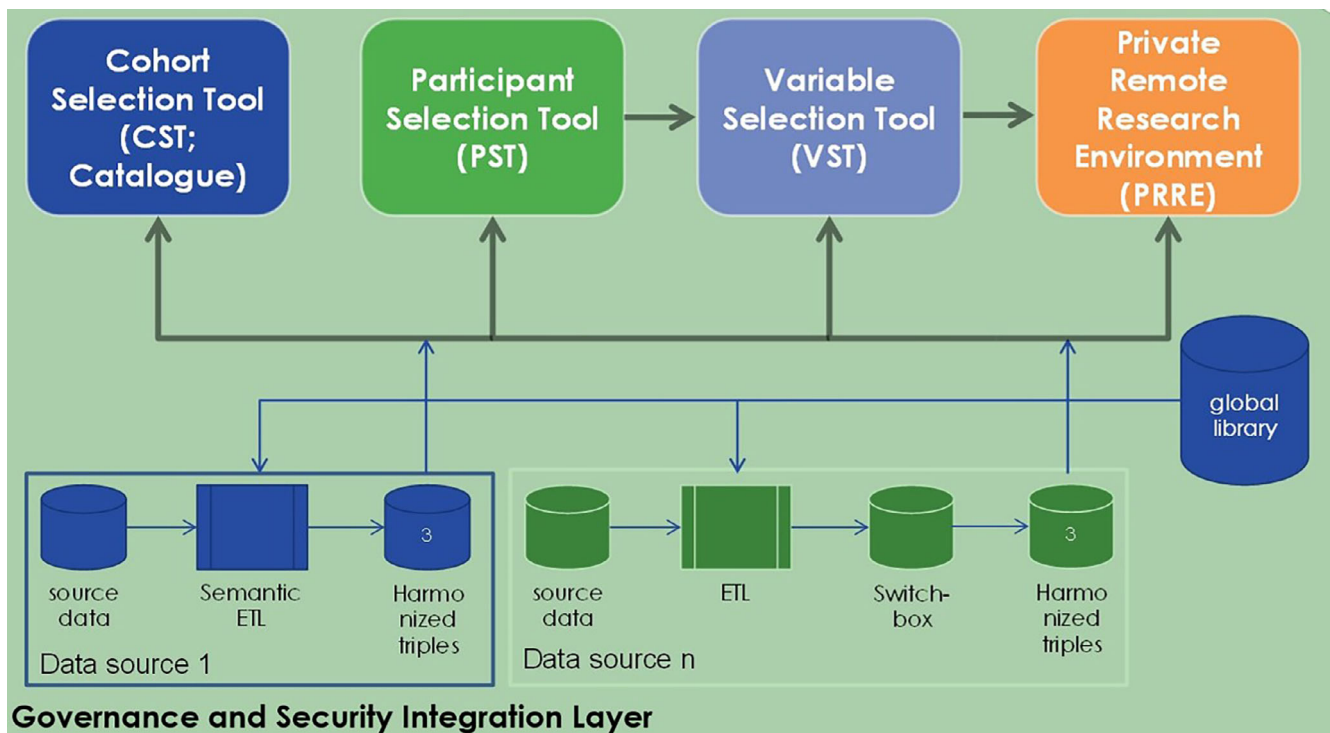 Cohort
Selection Tool
(CST;
Catalogue)
Participant
Selection Tool
(PST)
Variable
Selection Tool
(VST)
Private
Remote
Research
Environment
(PRRE)
global
library
3
source
data
Semantic
ETL
Harmo
nized
triples
Data source 1
3
source
data
ETL
Switch-
box
Harmo
nized
triples
Data source n
Governance and Security Integration Layer